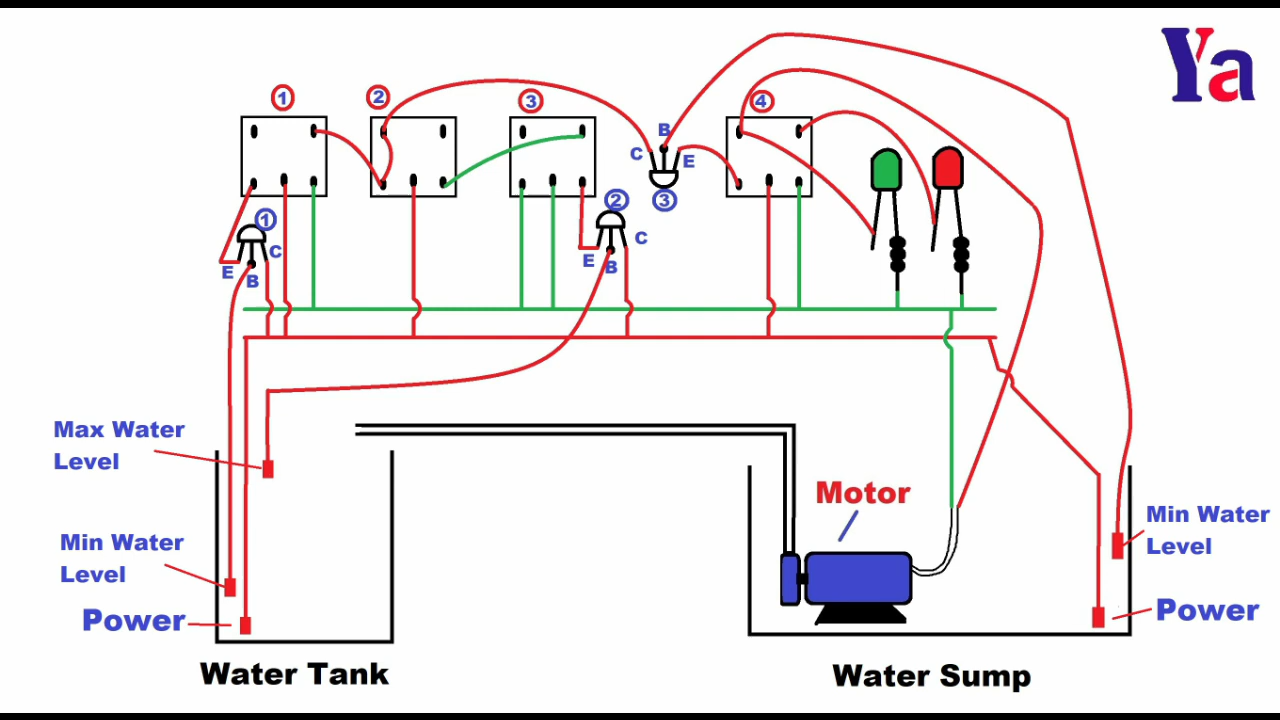 Ya
1
2
3
4
B
C
E
3
1
C
E
B
2
C
E
B
Max Water
Level
Min Water
Level
Power
Motor
Min Water
Level
Power
Water Tank
Water Sump